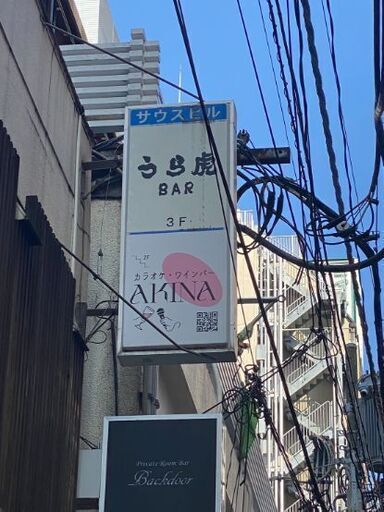 サウスビル
うら虎
BAR
3F
2F
カラオケ・ワインバー
AKINA
Private Room Bar
Backdoor